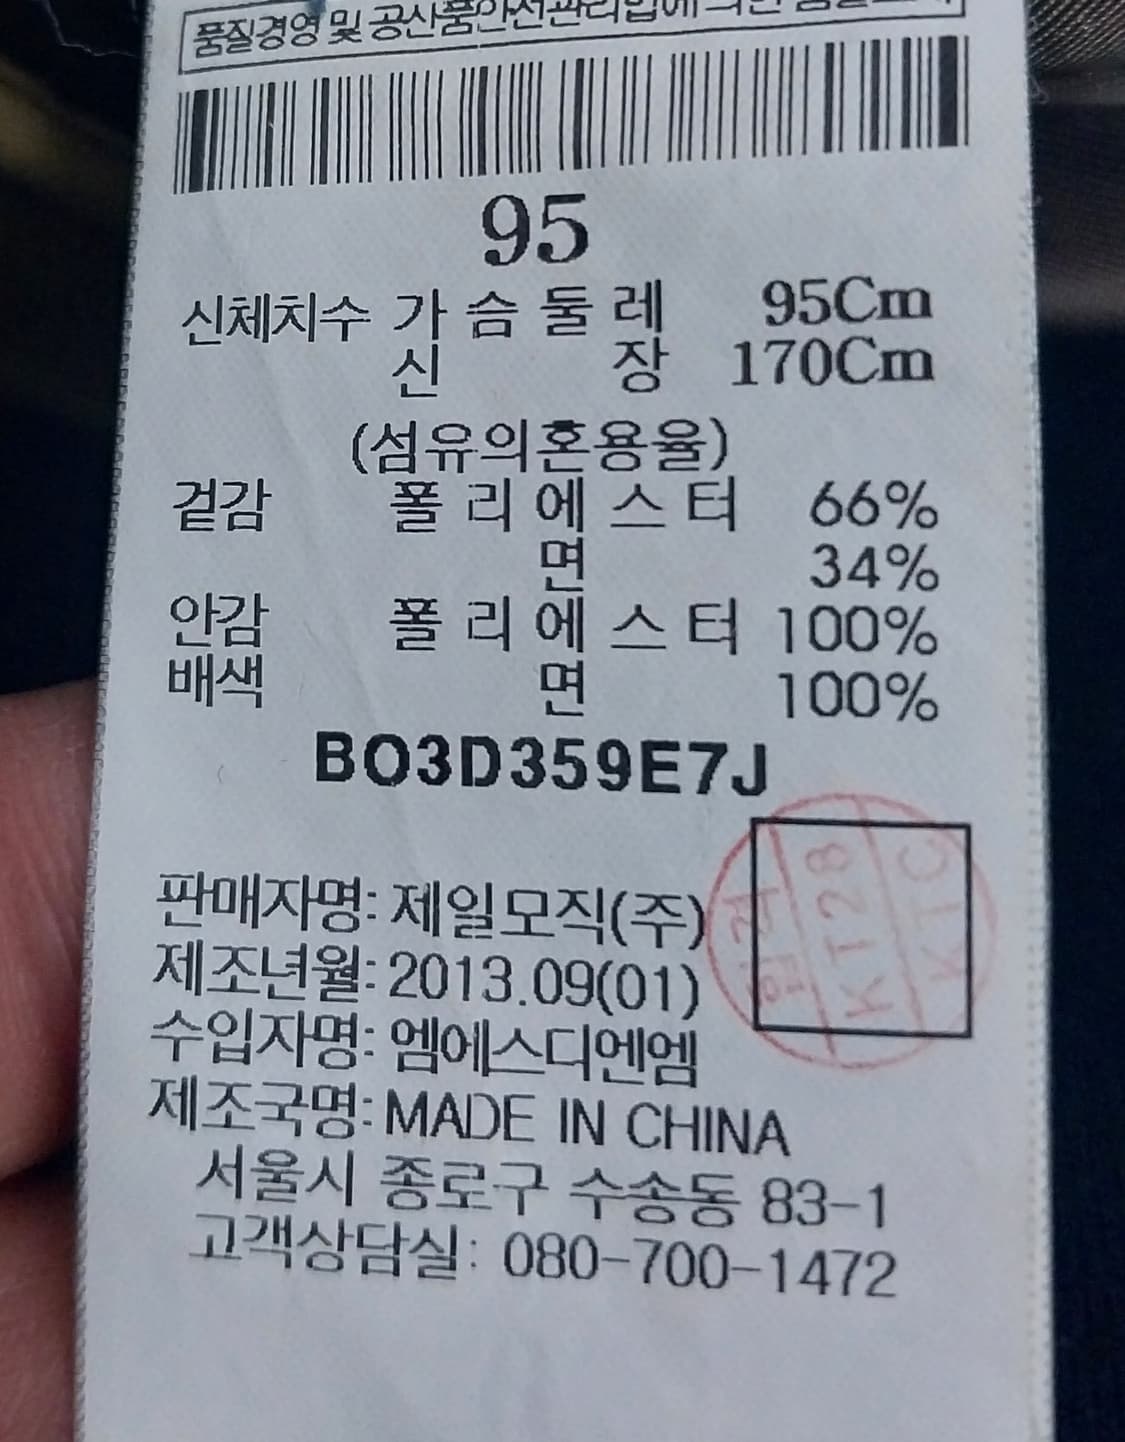 품질경영 및 공산품안전관리법에 의한
95
신체치수 가 슴 둘 레 95Cm
신 장 170Cm
(섬유의혼용율)
겉감 폴 리 에 스 터 66%
면 34%
안감 폴 리 에 스 터 100%
배색 면 100%
BO3D359E7J
판매자명: 제일모직(주)
제조년월: 2013.09(01)
수입자명: 엠에스디엔엠
제조국명: MADE IN CHINA
서울시 종로구 수송동 83-1
고객상담실: 080-700-1472
합격
KT28
KTC